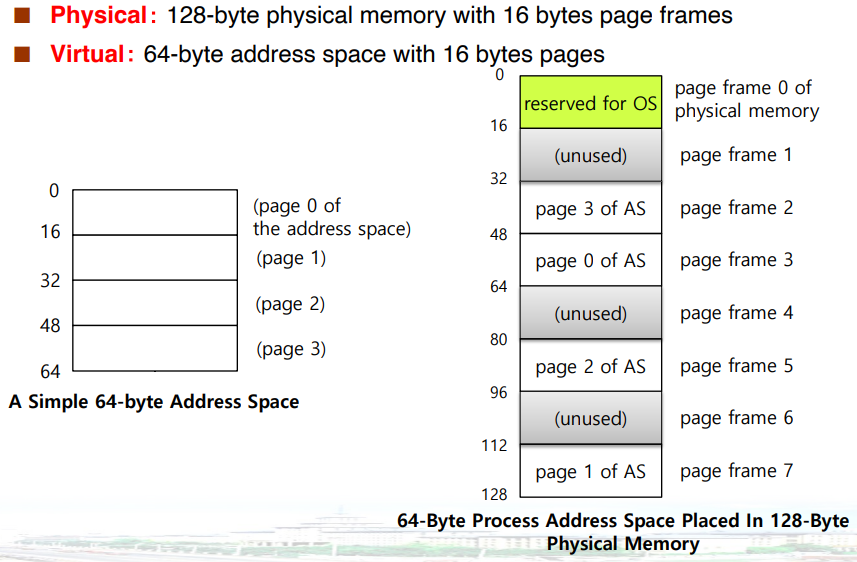 Physical: 128-byte physical memory with 16 bytes page frames
Virtual: 64-byte address space with 16 bytes pages
0
16
32
48
64
(page 0 of
the address space)
(page 1)
(page 2)
(page 3)
A Simple 64-byte Address Space
0
reserved for OS
page frame 0 of
physical memory
16
(unused)
page frame 1
32
page 3 of AS
page frame 2
48
page 0 of AS
page frame 3
64
(unused)
page frame 4
80
page 2 of AS
page frame 5
96
(unused)
page frame 6
112
page 1 of AS
page frame 7
128
64-Byte Process Address Space Placed In 128-Byte
Physical Memory